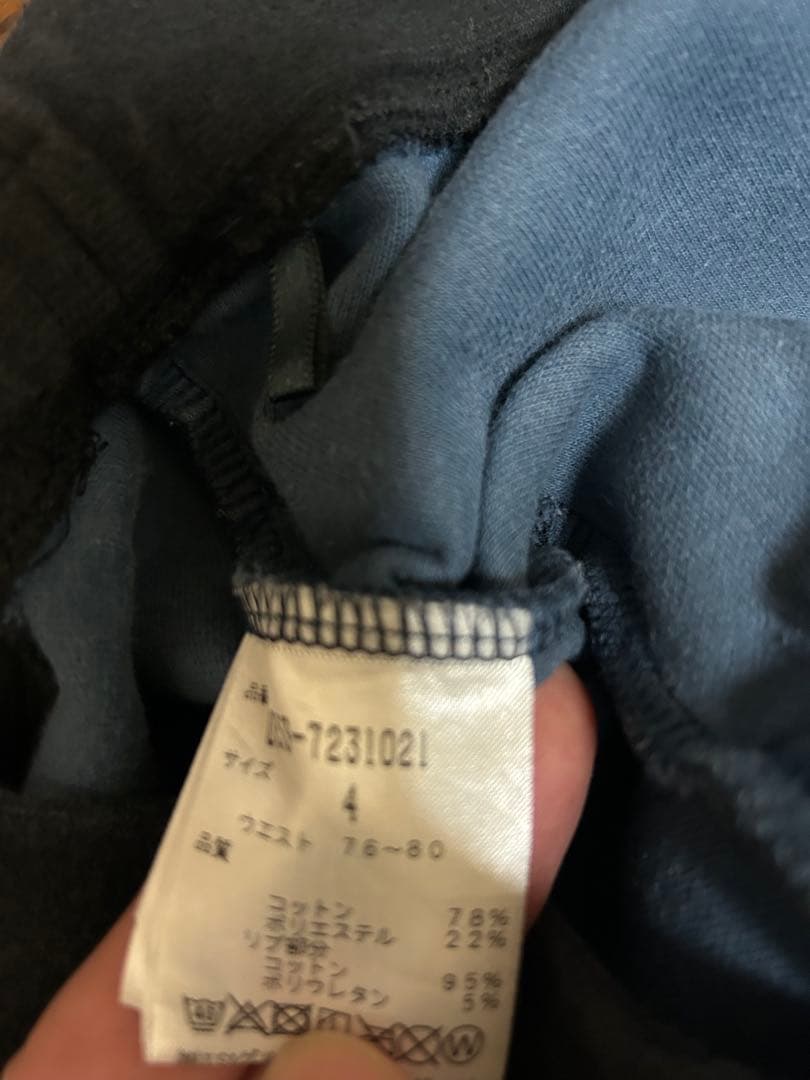 品番
-7231021
サイズ
4
ウエスト 76~80
品質
コットン 78%
ポリエステル 22%
リブ部分
コットン 95%
ポリウレタン 5%
40
W